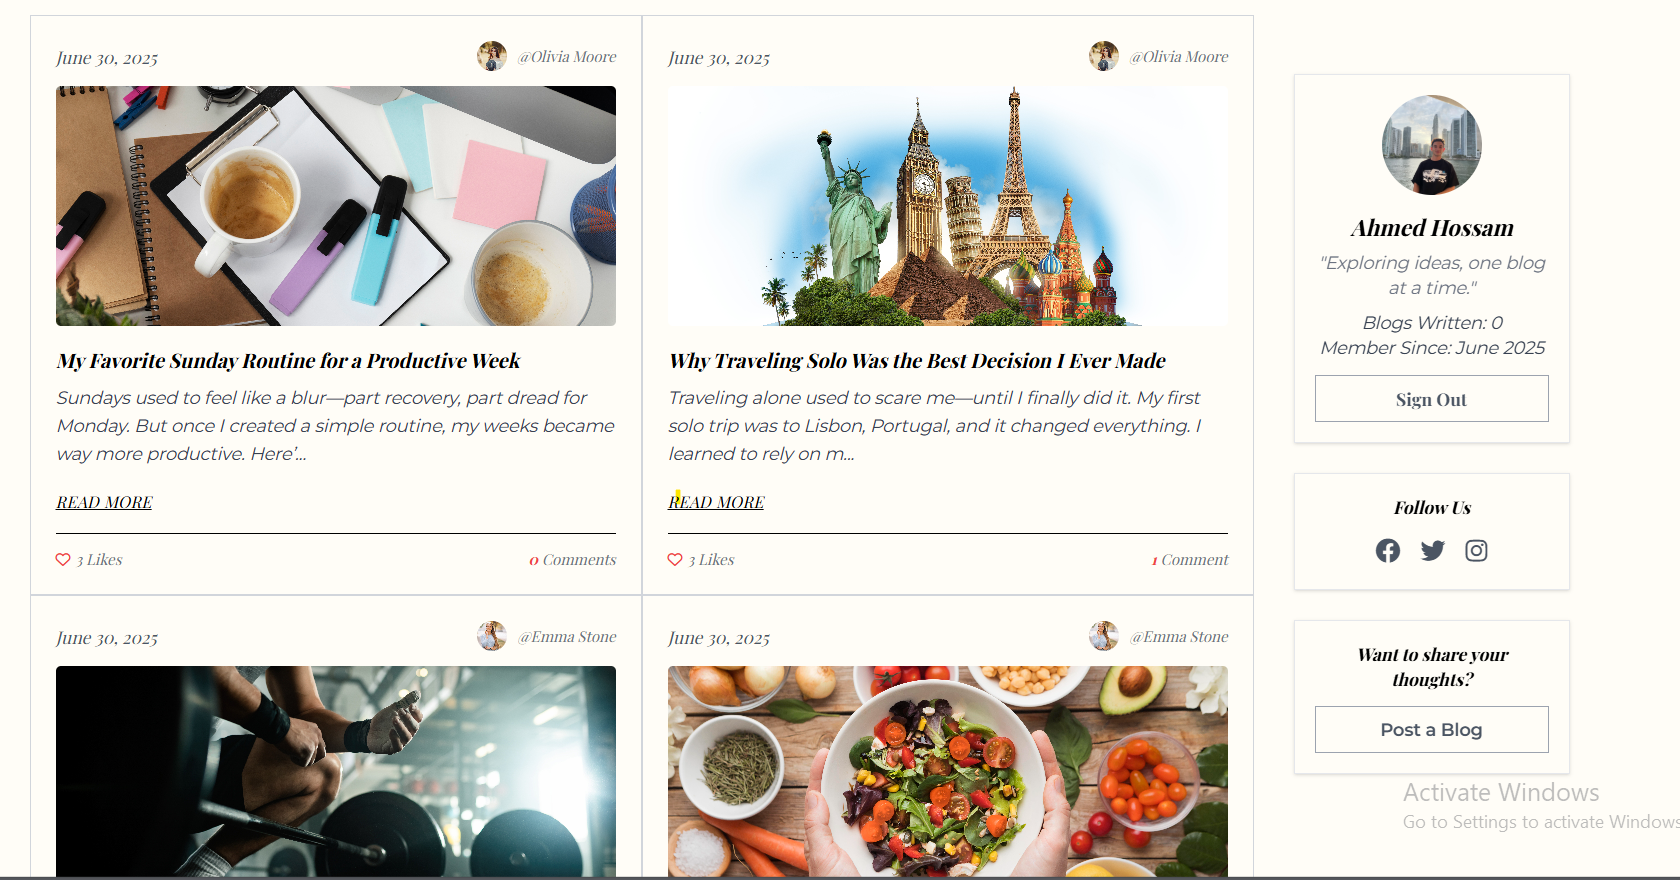 June 30, 2025
@Olivia Moore
My Favorite Sunday Routine for a Productive Week
Sundays used to feel like a blur—part recovery, part dread for
Monday. But once I created a simple routine, my weeks became
way more productive. Here’...
READ MORE
3 Likes
0 Comments
June 30, 2025
@Olivia Moore
Why Traveling Solo Was the Best Decision I Ever Made
Traveling alone used to scare me—until I finally did it. My first
solo trip was to Lisbon, Portugal, and it changed everything. I
learned to rely on m...
READ MORE
3 Likes
1 Comment
June 30, 2025
@Emma Stone
June 30, 2025
@Emma Stone
Ahmed Hossam
"Exploring ideas, one blog
at a time."
Blogs Written: 0
Member Since: June 2025
Sign Out
Follow Us
Want to share your
thoughts?
Post a Blog
Activate Windows
Go to Settings to activate Windows